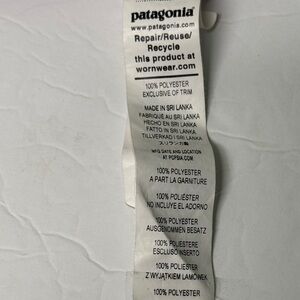 patagonia®
www.patagonia.com
Repair/Reuse/
Recycle
this product at
wornwear.com
100% POLYESTER
EXCLUSIVE OF TRIM
MADE IN SRI LANKA
FABRIQUÉ AU SRI LANKA
HECHO EN SRI LANKA
FATTO IN SRI LANKA
TILLVERKAD I SRI LANKA
スリランカ製
MFG DATE AND LOCATION
AT PCFSIA.COM
100% POLYESTER
A PART LA GARNITURE
100% POLIÉSTER
NO INCLUYE EL ADORNO
100% POLYESTER
AUSGENOMMEN BESATZ
100% POLIESTERE
ESCLUSO INSERTO
100% POLIESTER
Z WYJĄTKIEM LAMÓWEK
100% POLYESTER